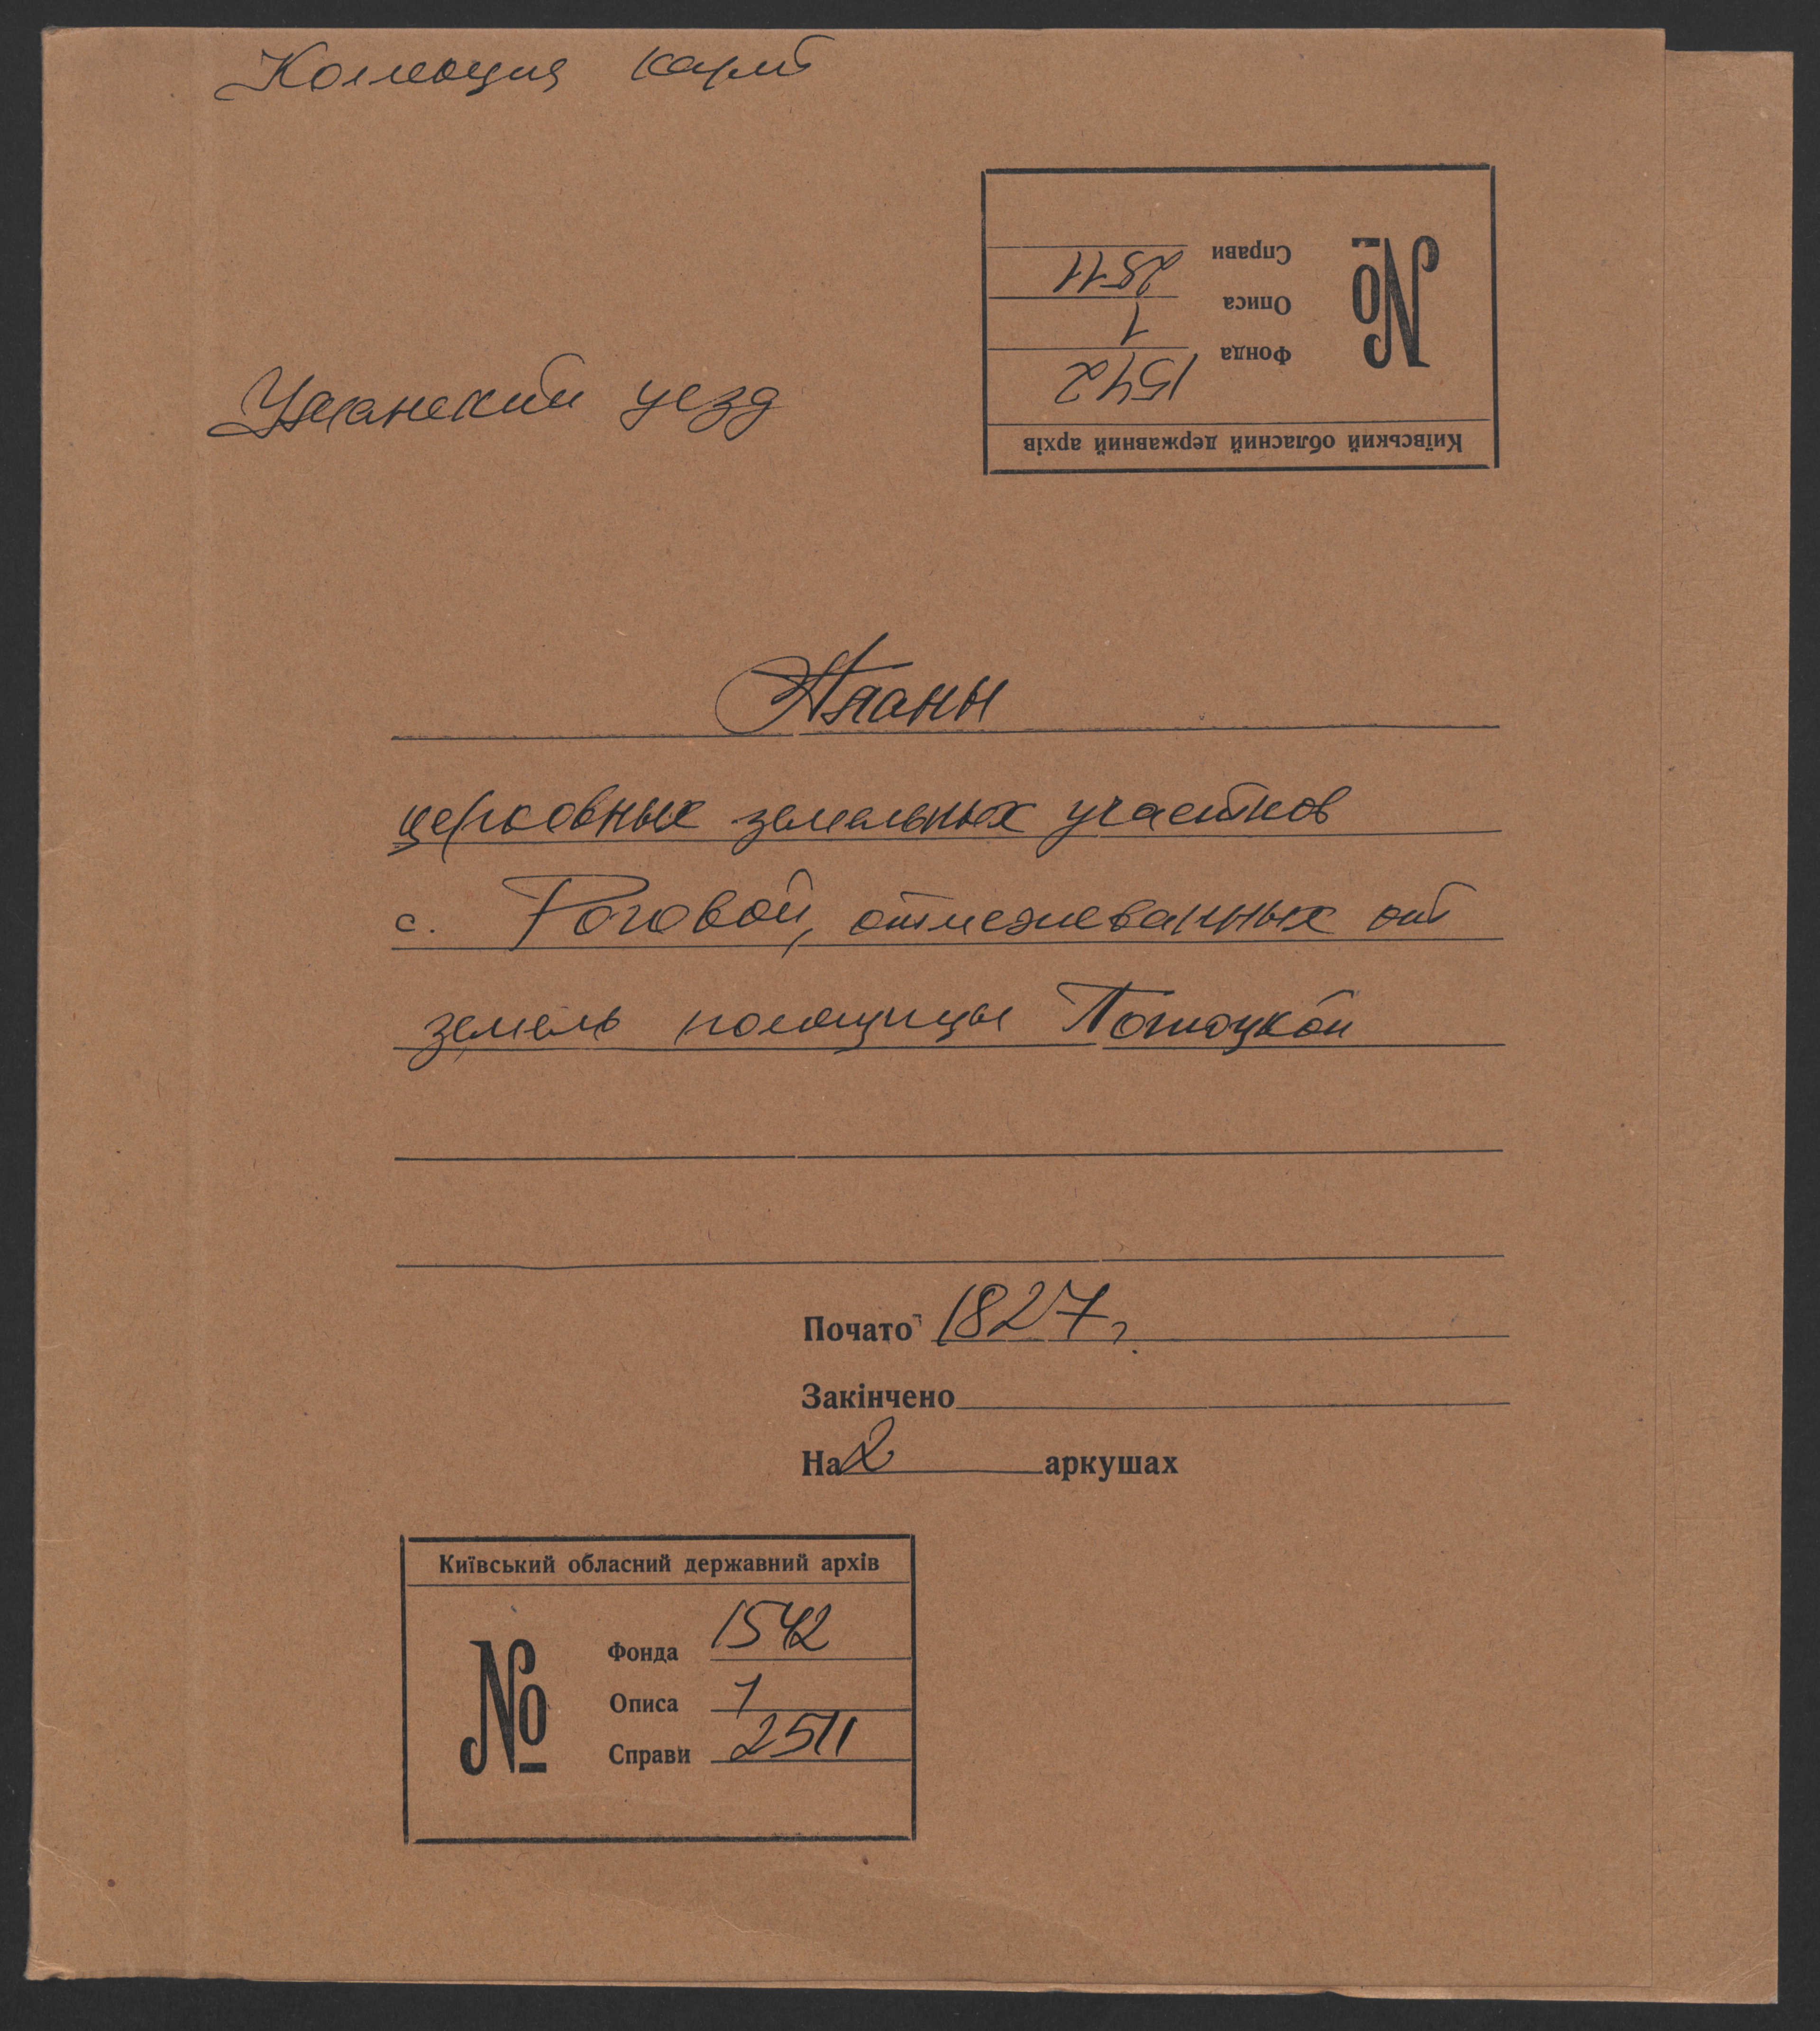 Коллекция карт
Киівський обласний державний архів
№
Фонда 1542
Описа 1
Справи 2511
Уманский уезд
Планы
церковных земельных участков
с. Роговой, отмежеванных от
земель помещицы Потоцкой
Почато 1827 г.
Закінчено
На 2 аркушах
Київський обласний державний архів
№
Фонда 1542
Описа 1
Справи 2511